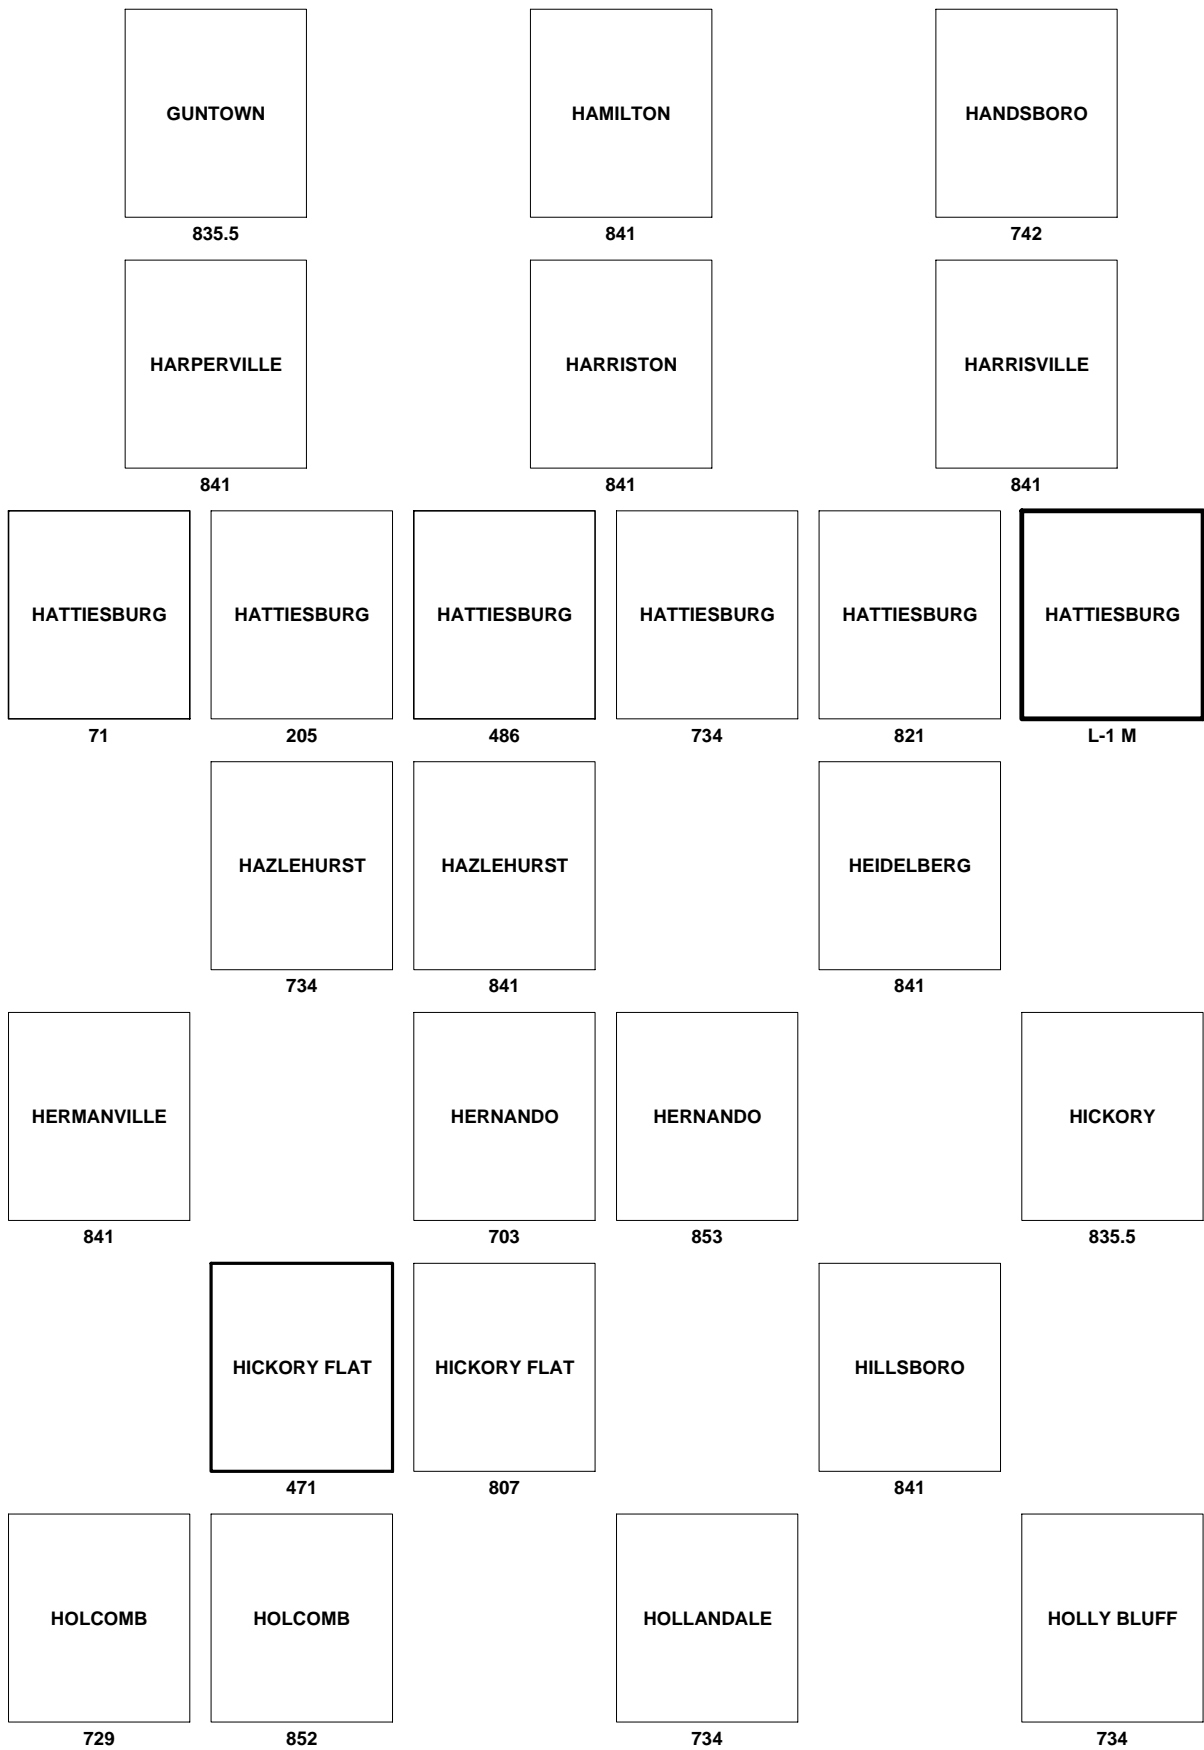 GUNTOWN HAMILTON HANDSBORO
835.5 841 742
HARPERVILLE HARRISTON HARRISVILLE
841 841 841
HATTIESBURG HATTIESBURG HATTIESBURG HATTIESBURG HATTIESBURG HATTIESBURG
71 205 486 734 821 L-1 M
HAZLEHURST HAZLEHURST HEIDELBERG
734 841 841
HERMANVILLE HERNANDO HERNANDO HICKORY
841 703 853 835.5
HICKORY FLAT HICKORY FLAT HILLSBORO
471 807 841
HOLCOMB HOLCOMB HOLLANDALE HOLLY BLUFF
729 852 734 734